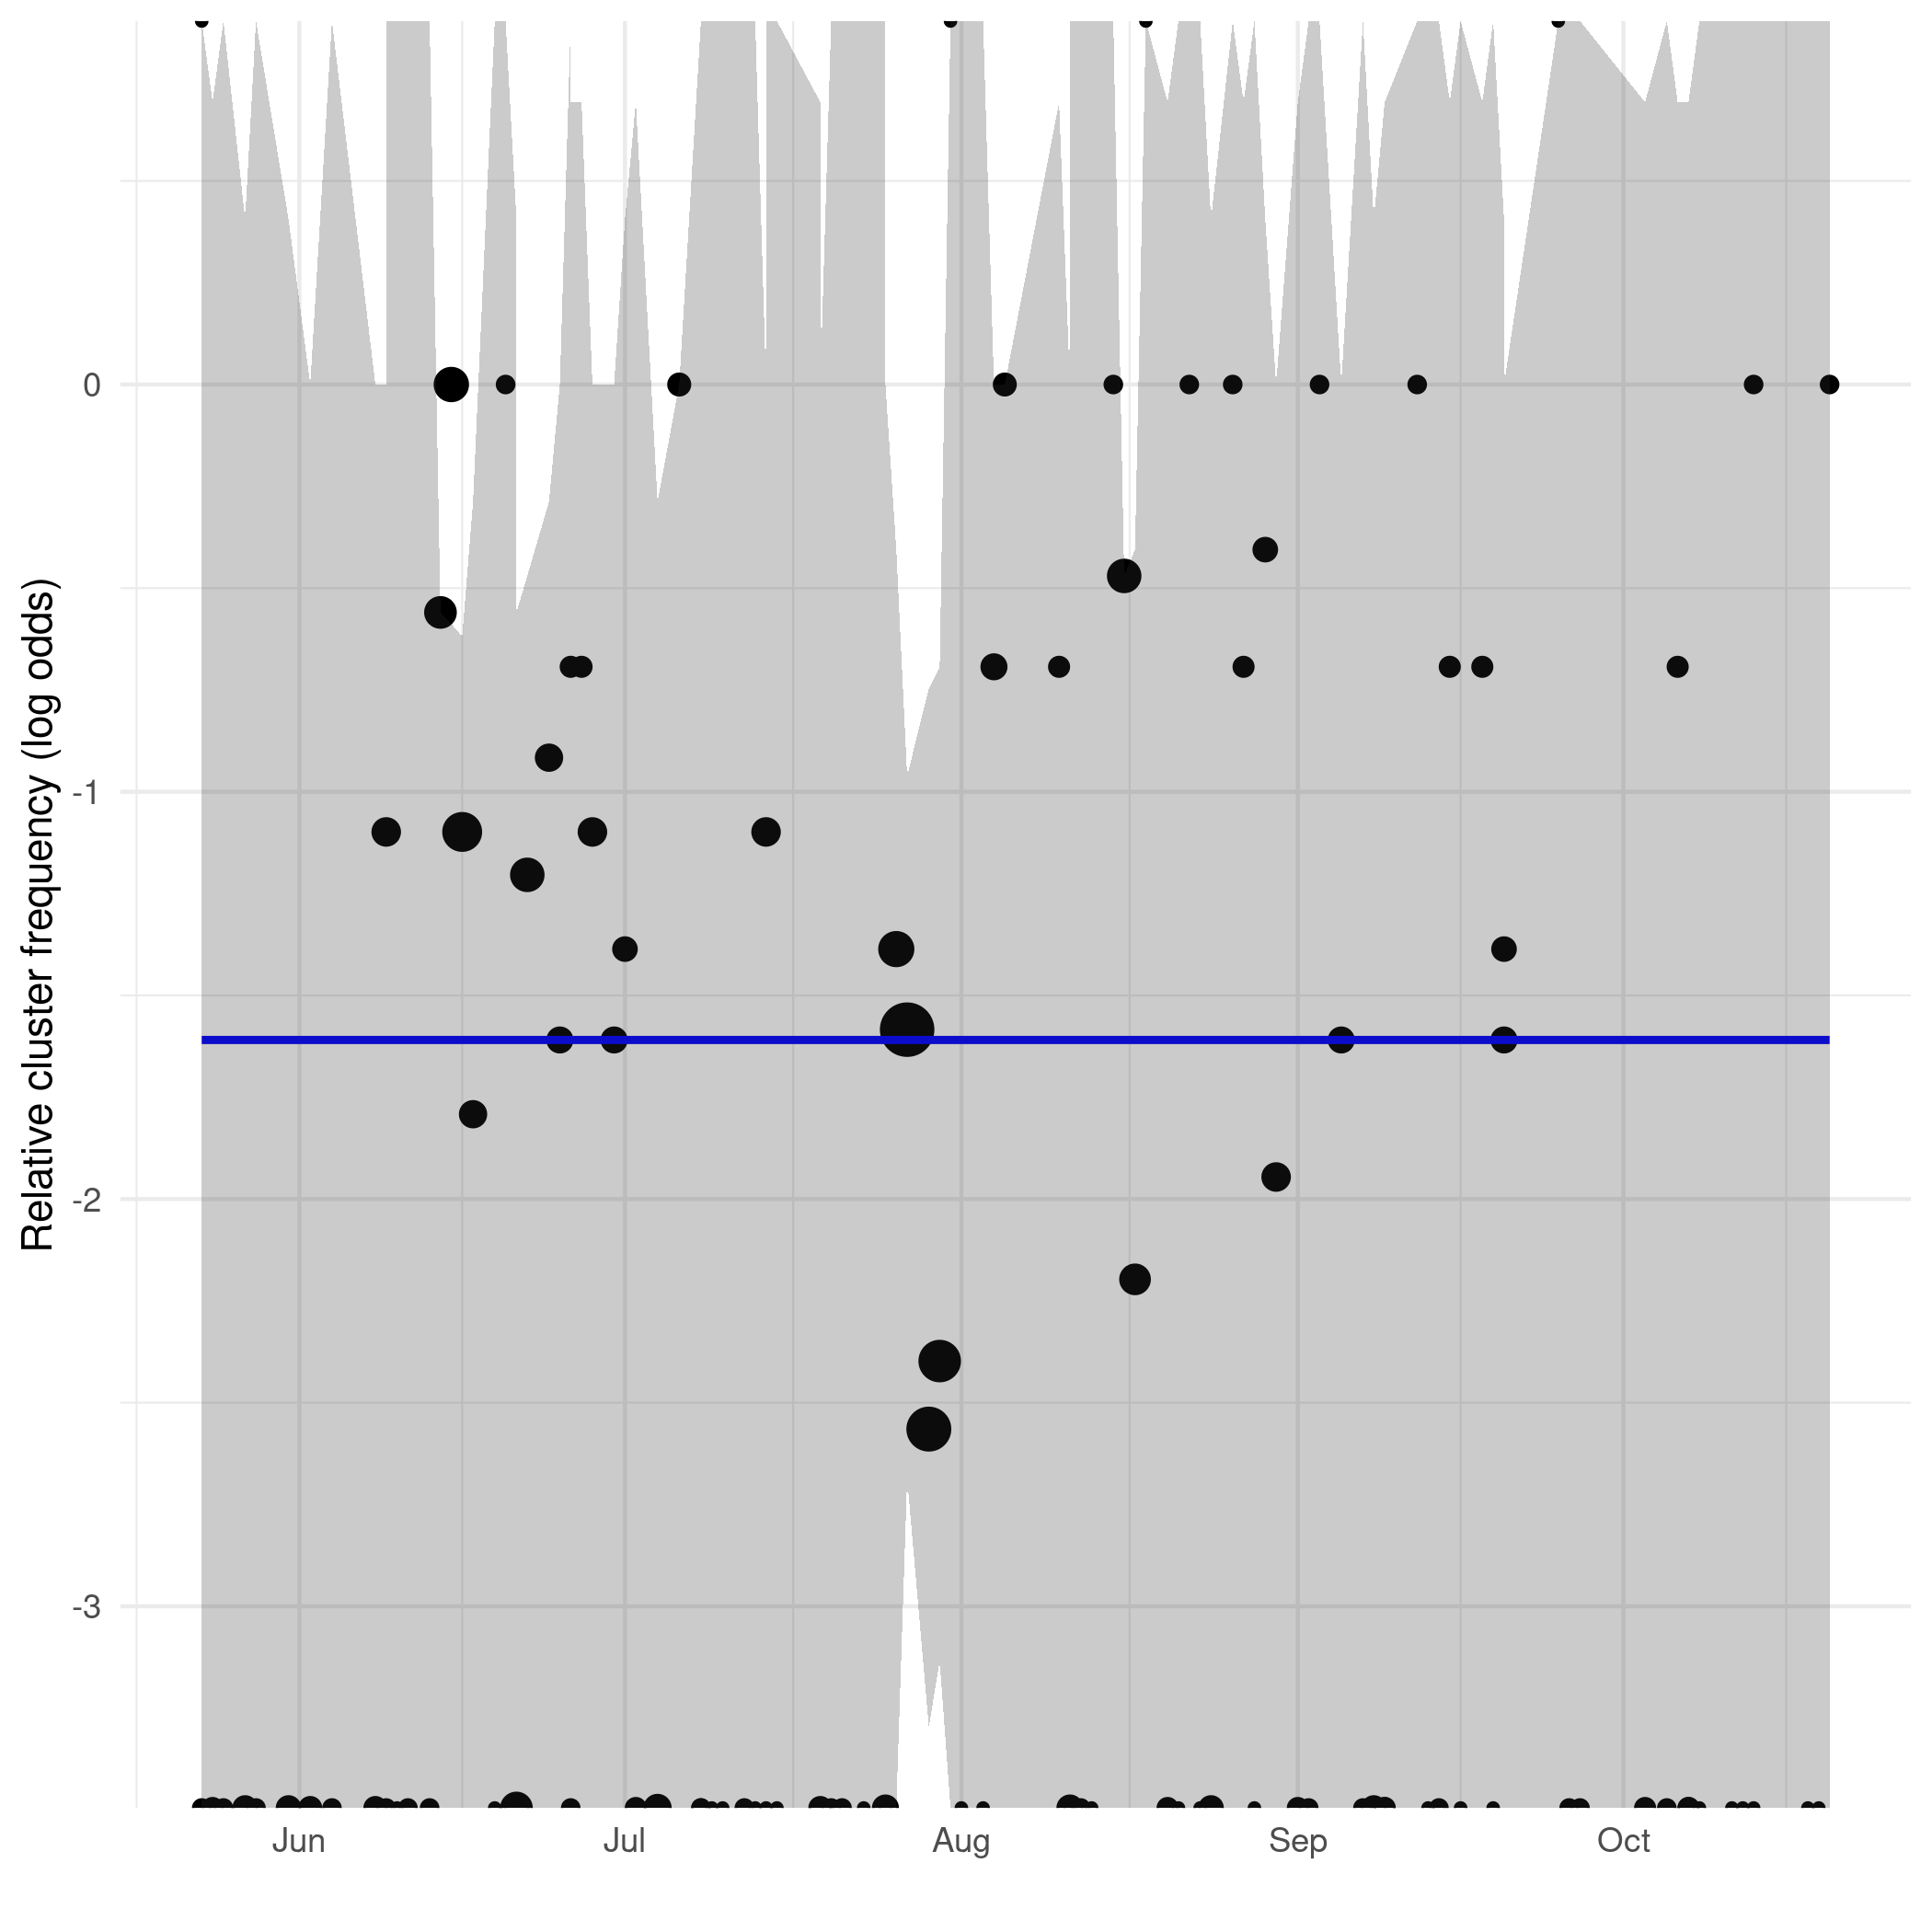 Relative cluster frequency (log odds)
0
-1
-2
-3
Jun
Jul
Aug
Sep
Oct